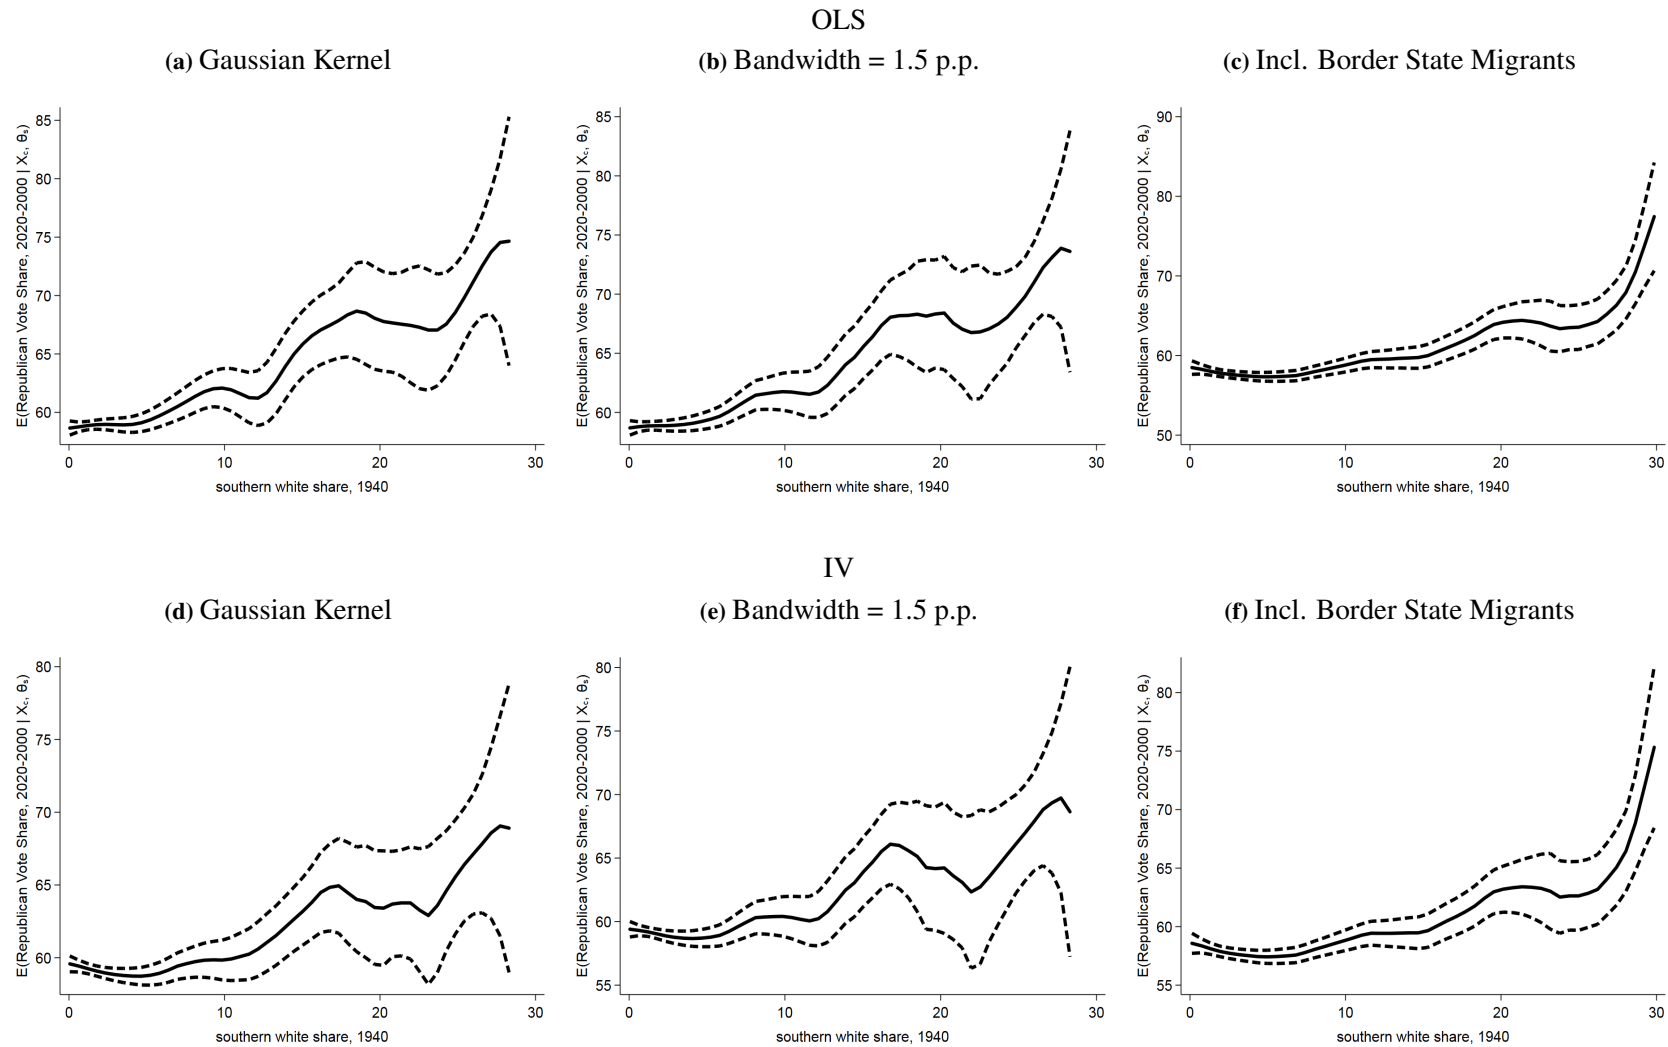 OLS
(a) Gaussian Kernel
(b) Bandwidth = 1.5 p.p.
(c) Incl. Border State Migrants
E(Republican Vote Share, 2020-2000 | X꜀, θₛ)
85
80
75
70
65
60
0 10 20 30
southern white share, 1940
E(Republican Vote Share, 2020-2000 | X꜀, θₛ)
85
80
75
70
65
60
0 10 20 30
southern white share, 1940
E(Republican Vote Share, 2020-2000 | X꜀, θₛ)
90
80
70
60
50
0 10 20 30
southern white share, 1940
IV
(d) Gaussian Kernel
(e) Bandwidth = 1.5 p.p.
(f) Incl. Border State Migrants
E(Republican Vote Share, 2020-2000 | X꜀, θₛ)
80
75
70
65
60
0 10 20 30
southern white share, 1940
E(Republican Vote Share, 2020-2000 | X꜀, θₛ)
80
75
70
65
60
55
0 10 20 30
southern white share, 1940
E(Republican Vote Share, 2020-2000 | X꜀, θₛ)
80
75
70
65
60
55
0 10 20 30
southern white share, 1940